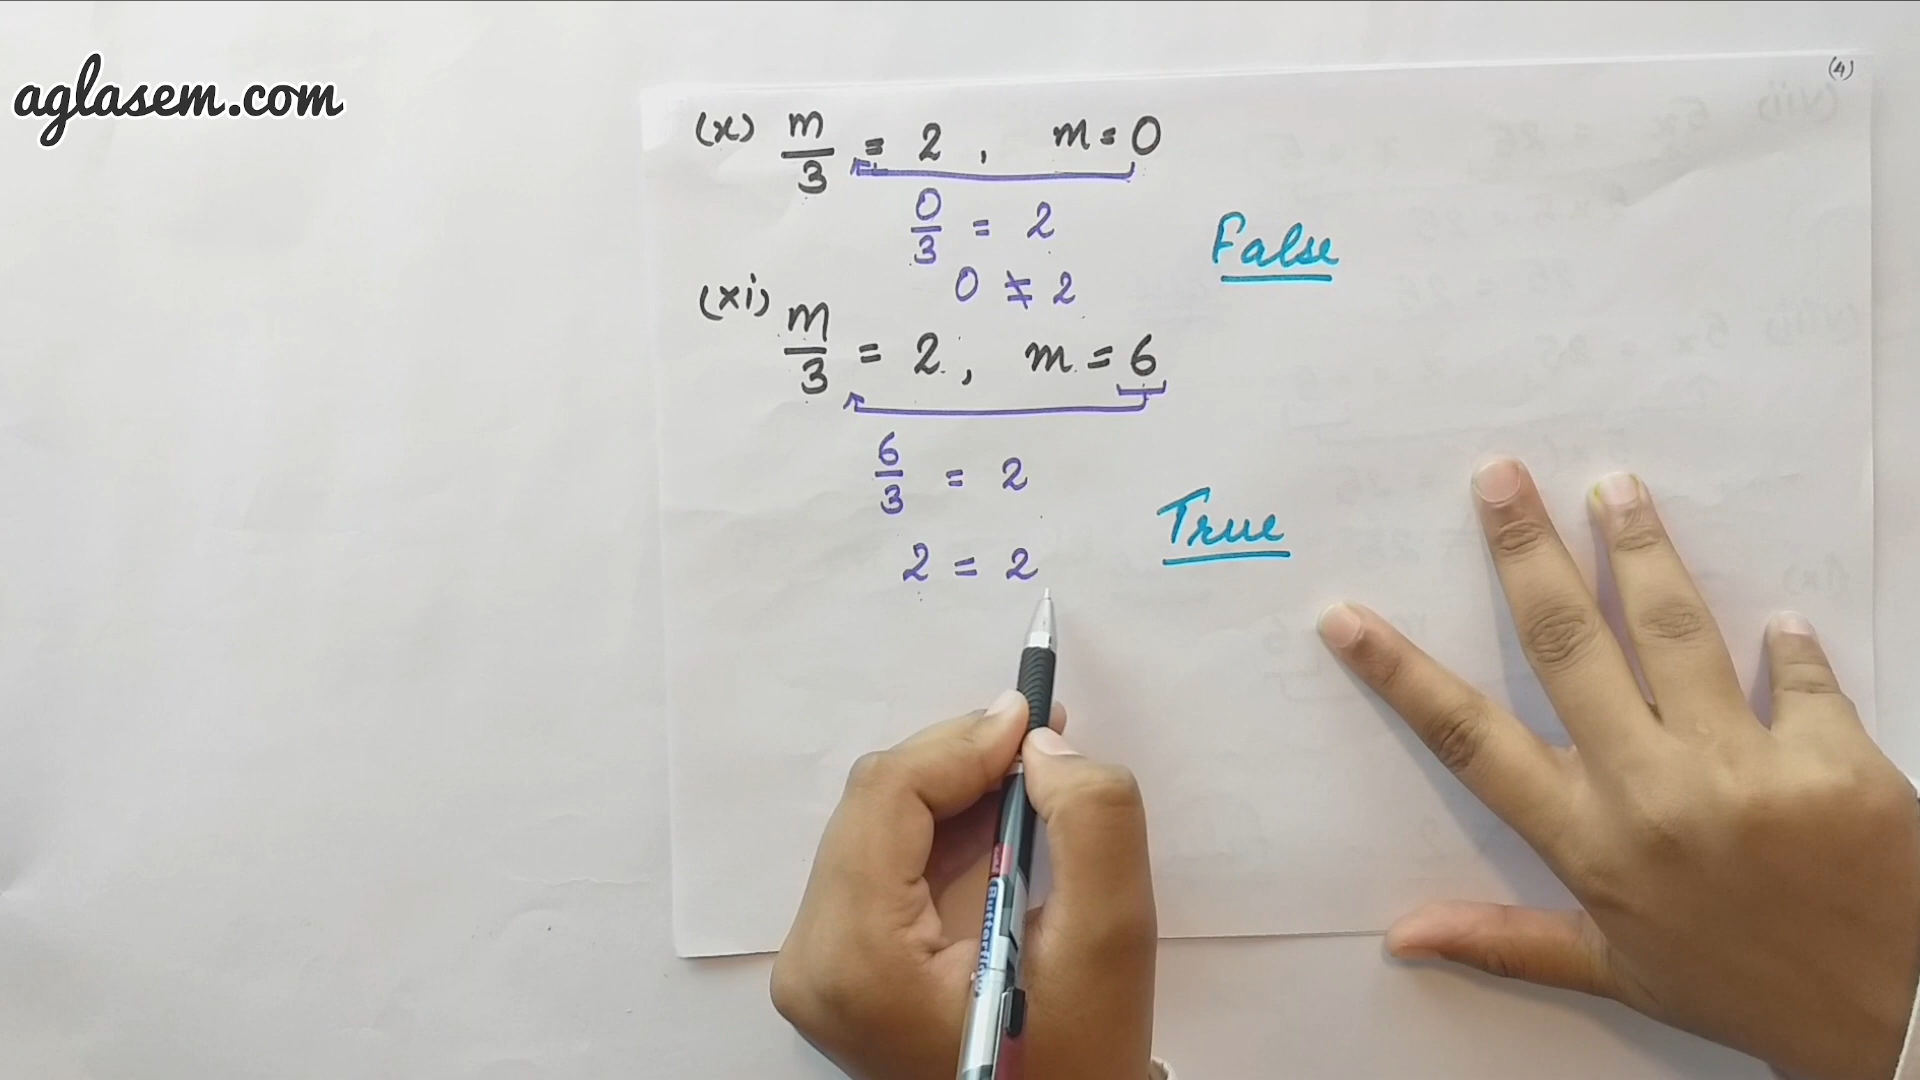 aglasem.com
(4)
(x) m/3 = 2 , m = 0
0/3 = 2
0 ≠ 2
False
(xi) m/3 = 2 , m = 6
6/3 = 2
True
2 = 2
Butterflow